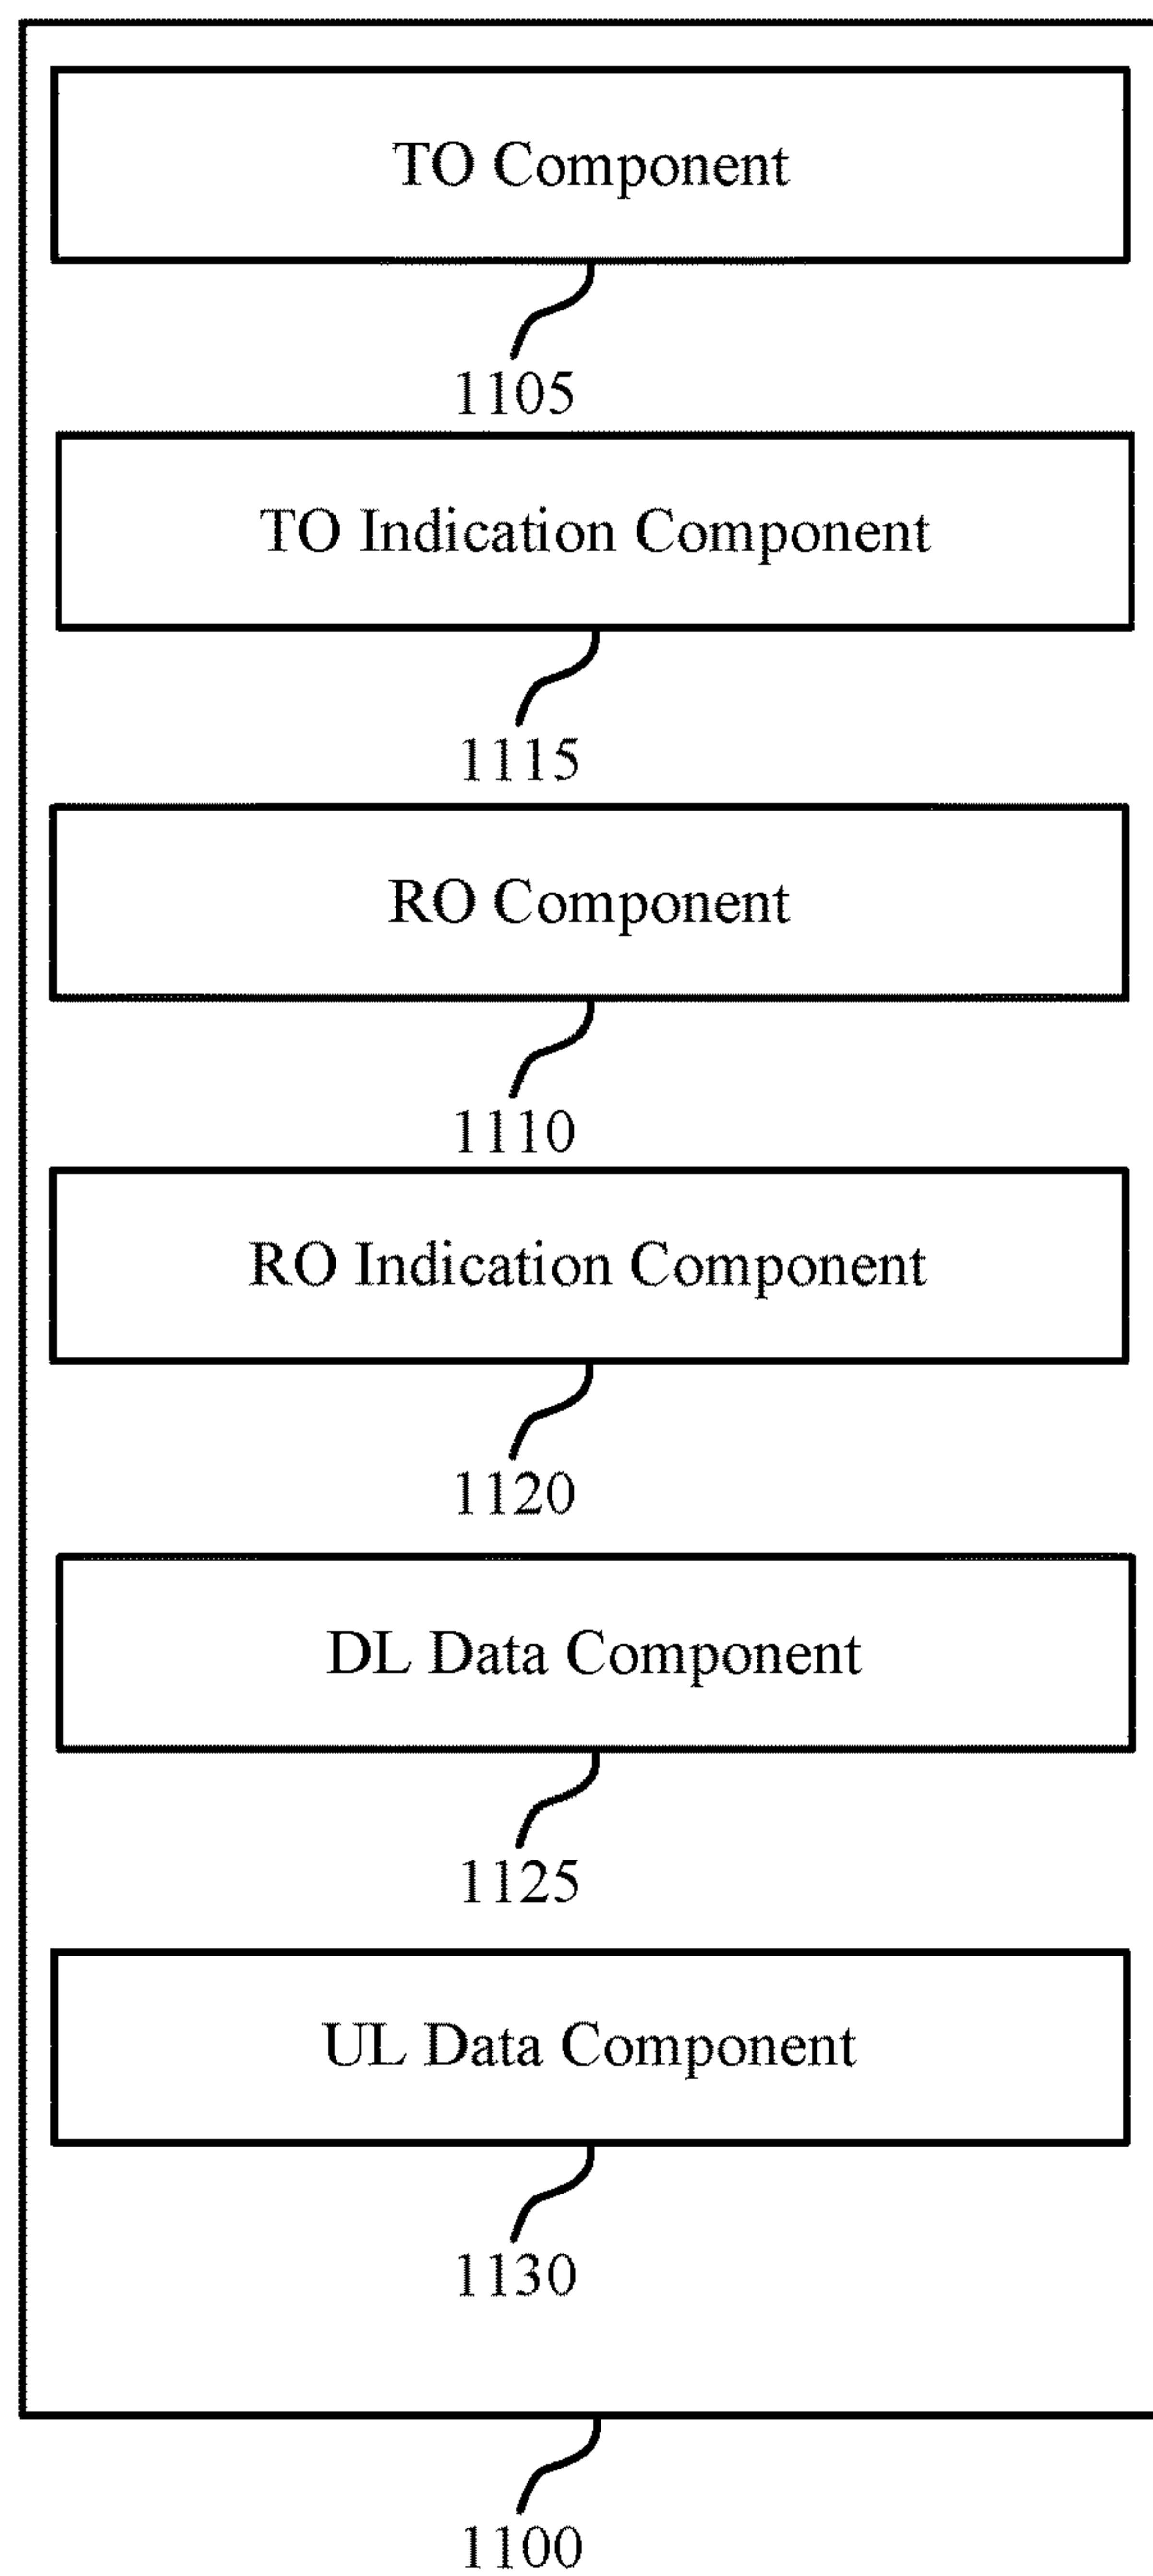 TO Component
1105
TO Indication Component
1115
RO Component
1110
RO Indication Component
1120
DL Data Component
1125
UL Data Component
1130
1100